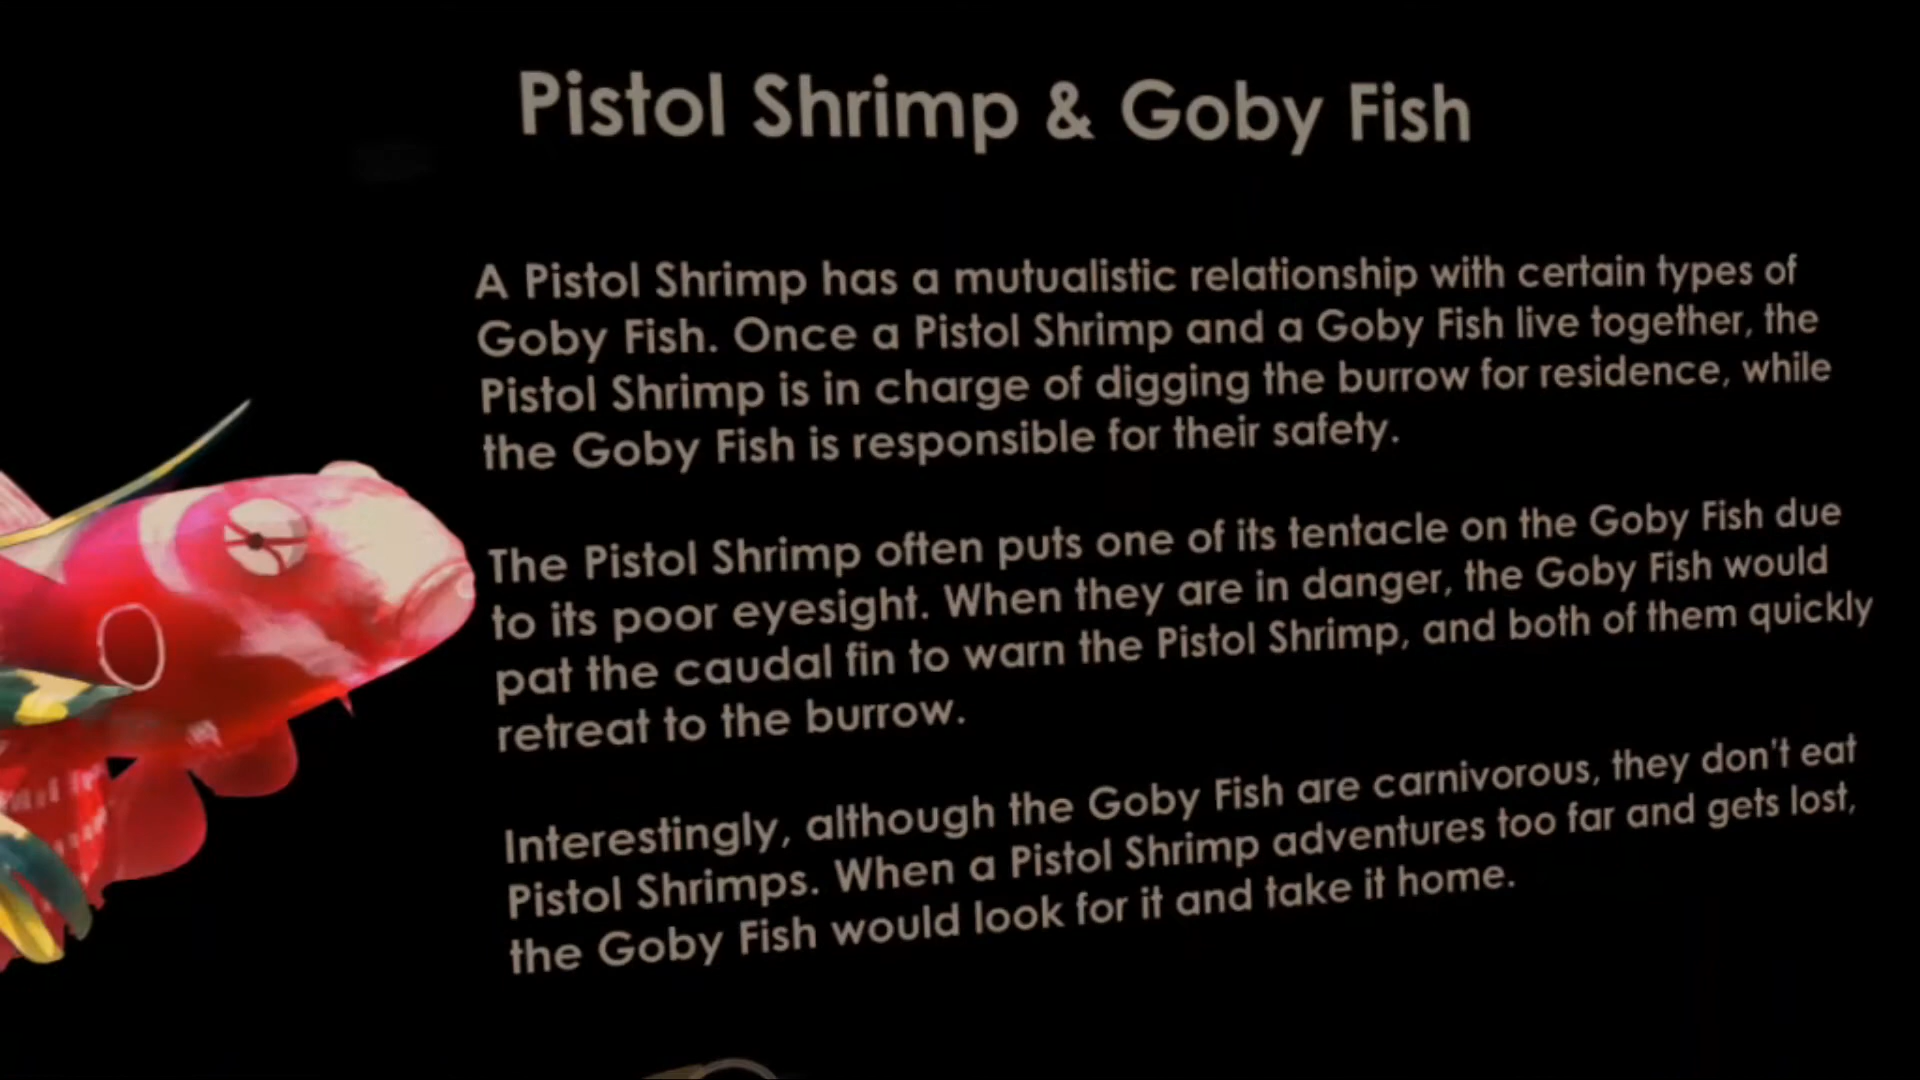 Pistol Shrimp & Goby Fish
A Pistol Shrimp has a mutualistic relationship with certain types of
Goby Fish. Once a Pistol Shrimp and a Goby Fish live together, the
Pistol Shrimp is in charge of digging the burrow for residence, while
the Goby Fish is responsible for their safety.
The Pistol Shrimp often puts one of its tentacle on the Goby Fish due
to its poor eyesight. When they are in danger, the Goby Fish would
pat the caudal fin to warn the Pistol Shrimp, and both of them quickly
retreat to the burrow.
Interestingly, although the Goby Fish are carnivorous, they don't eat
Pistol Shrimps. When a Pistol Shrimp adventures too far and gets lost,
the Goby Fish would look for it and take it home.